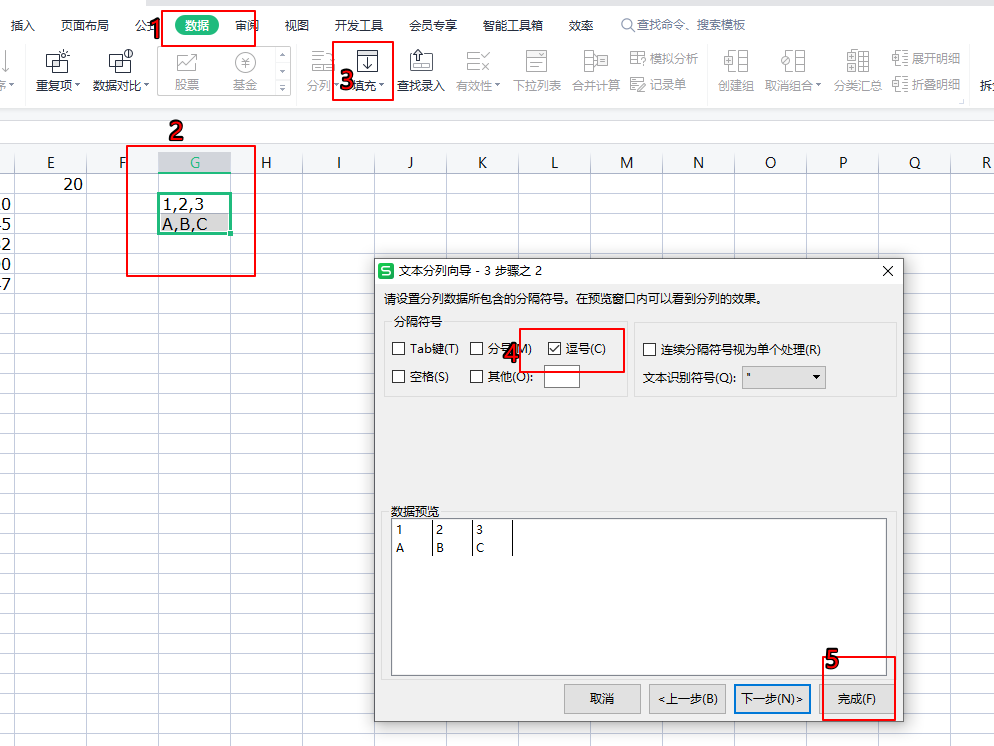 插入 页面布局 公式 数据 审阅 视图 开发工具 会员专享 智能工具箱 效率 查找命令、搜索模板
1
重复项 数据对比 股票 基金 分列 填充 查找录入 有效性 下拉列表 合并计算 模拟分析 记录单 创建组 取消组合 分类汇总 展开明细 折叠明细
3
2
E F G H I J K L M N O P Q R
20
0 1,2,3
5 A,B,C
2
0
7
文本分列向导 - 3 步骤之 2
请设置分列数据所包含的分隔符号。在预览窗口内可以看到分列的效果。
分隔符号
Tab键(T) 分号(M) 逗号(C) 连续分隔符号视为单个处理(R)
4
空格(S) 其他(O): 文本识别符号(Q): "
数据预览
1 2 3
A B C
5
取消 <上一步(B) 下一步(N)> 完成(F)